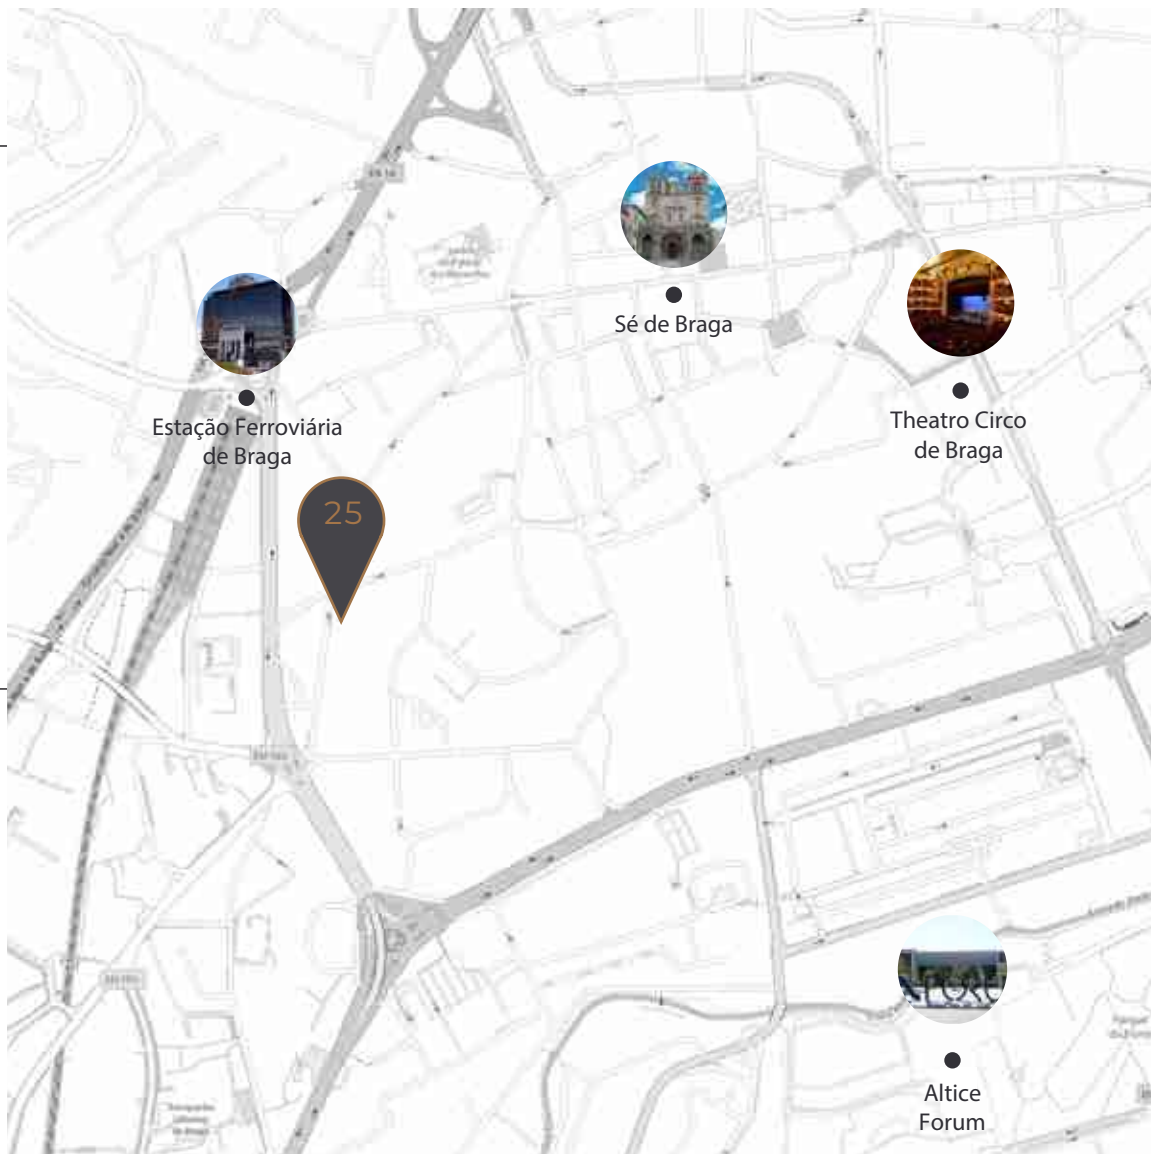 Sé de Braga
Estação Ferroviária
de Braga
Theatro Circo
de Braga
25
Altice
Forum